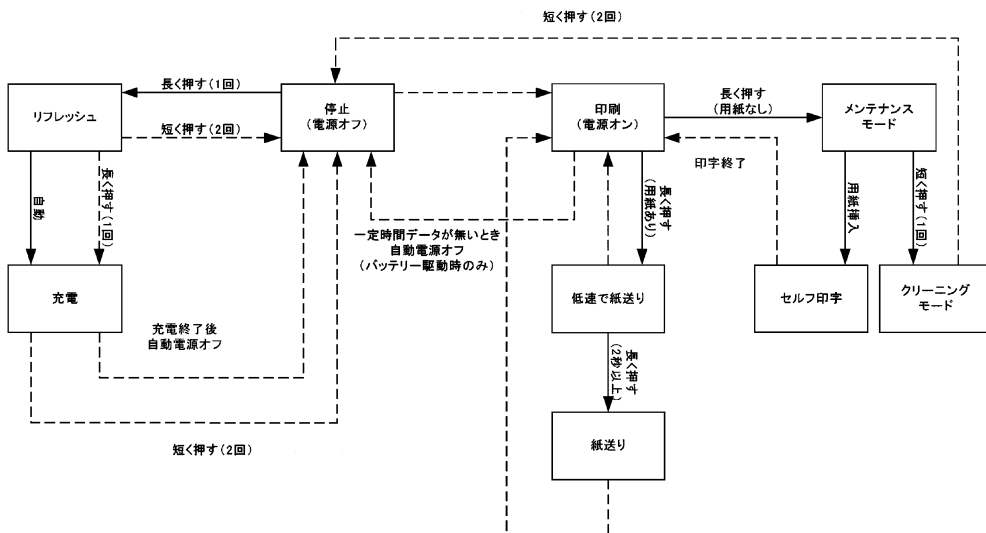 短く押す(2回)
リフレッシュ
長く押す(1回)
短く押す(2回)
停止
(電源オフ)
印刷
(電源オン)
長く押す
(用紙なし)
メンテナンス
モード
印字終了
自動
長く押す(1回)
長く押す
(用紙あり)
用紙挿入
短く押す(1回)
一定時間データが無いとき
自動電源オフ
(バッテリー駆動時のみ)
充電
低速で紙送り
セルフ印字
クリーニング
モード
充電終了後
自動電源オフ
長く押す
(2秒以上)
短く押す(2回)
紙送り